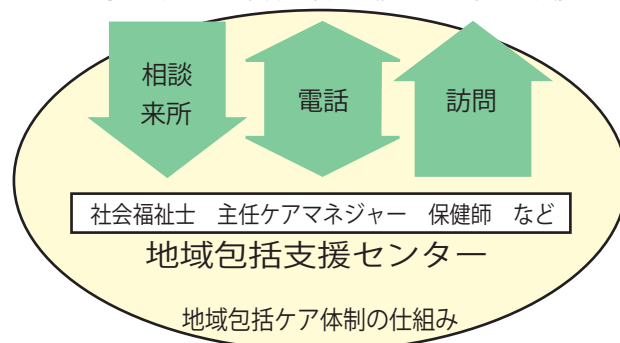 相談
来所
電話
訪問
社会福祉士　主任ケアマネジャー　保健師　など
地域包括支援センター
地域包括ケア体制の仕組み